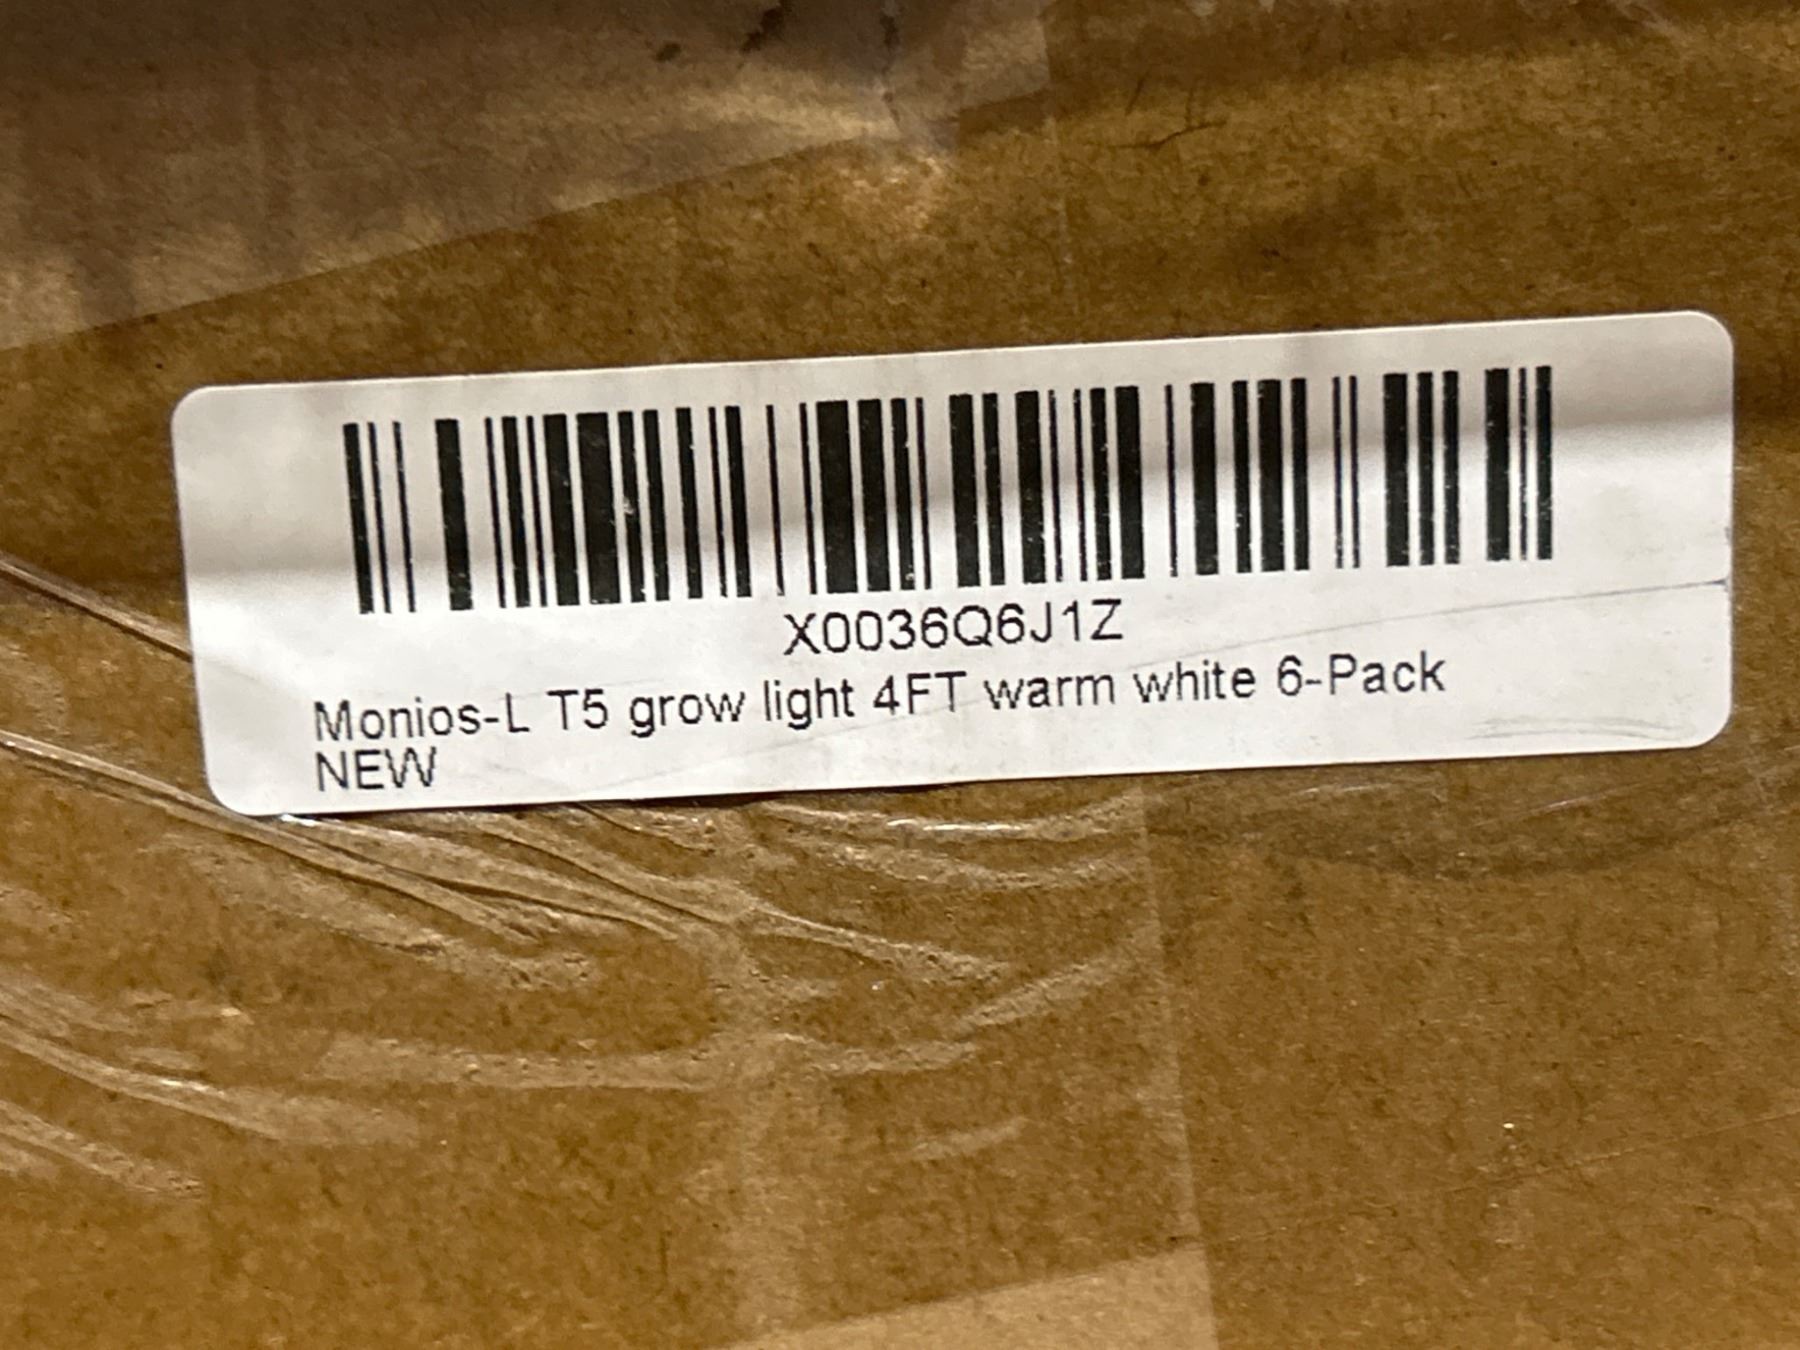 X0036Q6J1Z
Monios-L T5 grow light 4FT warm white 6-Pack
NEW